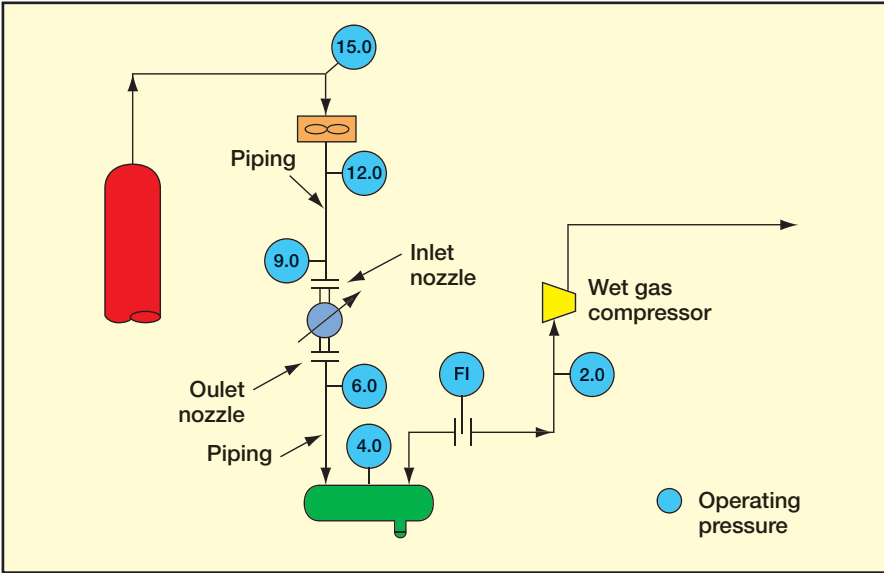 15.0
Piping
12.0
9.0
Inlet
nozzle
Wet gas
compressor
Oulet
nozzle
6.0
FI
2.0
Piping
4.0
Operating
pressure